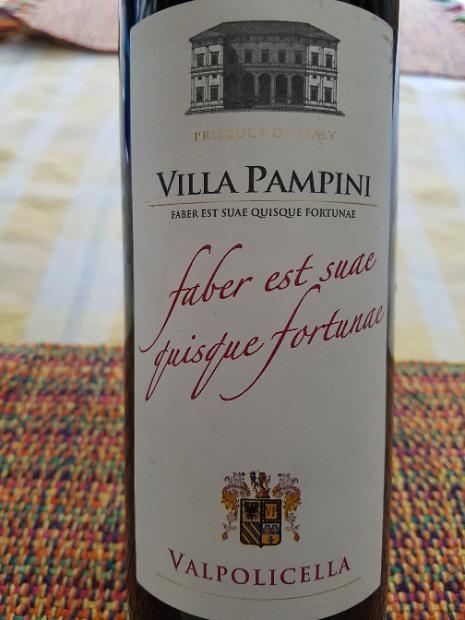 PRODUCT OF ITALY
VILLA PAMPINI
FABER EST SUAE QUISQUE FORTUNAE
faber est suae
quisque fortunae
VALPOLICELLA